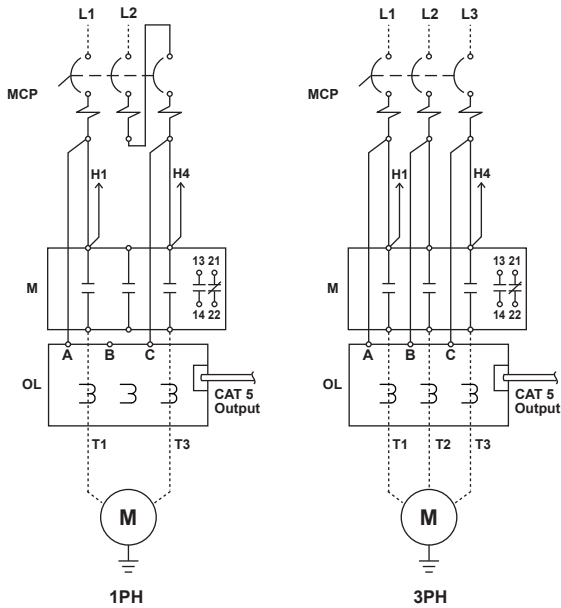 L1 L2
MCP
H1 H4
13 21
M
14 22
A B C
OL
CAT 5
Output
T1 T3
M
1PH
L1 L2 L3
MCP
H1 H4
13 21
M
14 22
A B C
OL
CAT 5
Output
T1 T2 T3
M
3PH